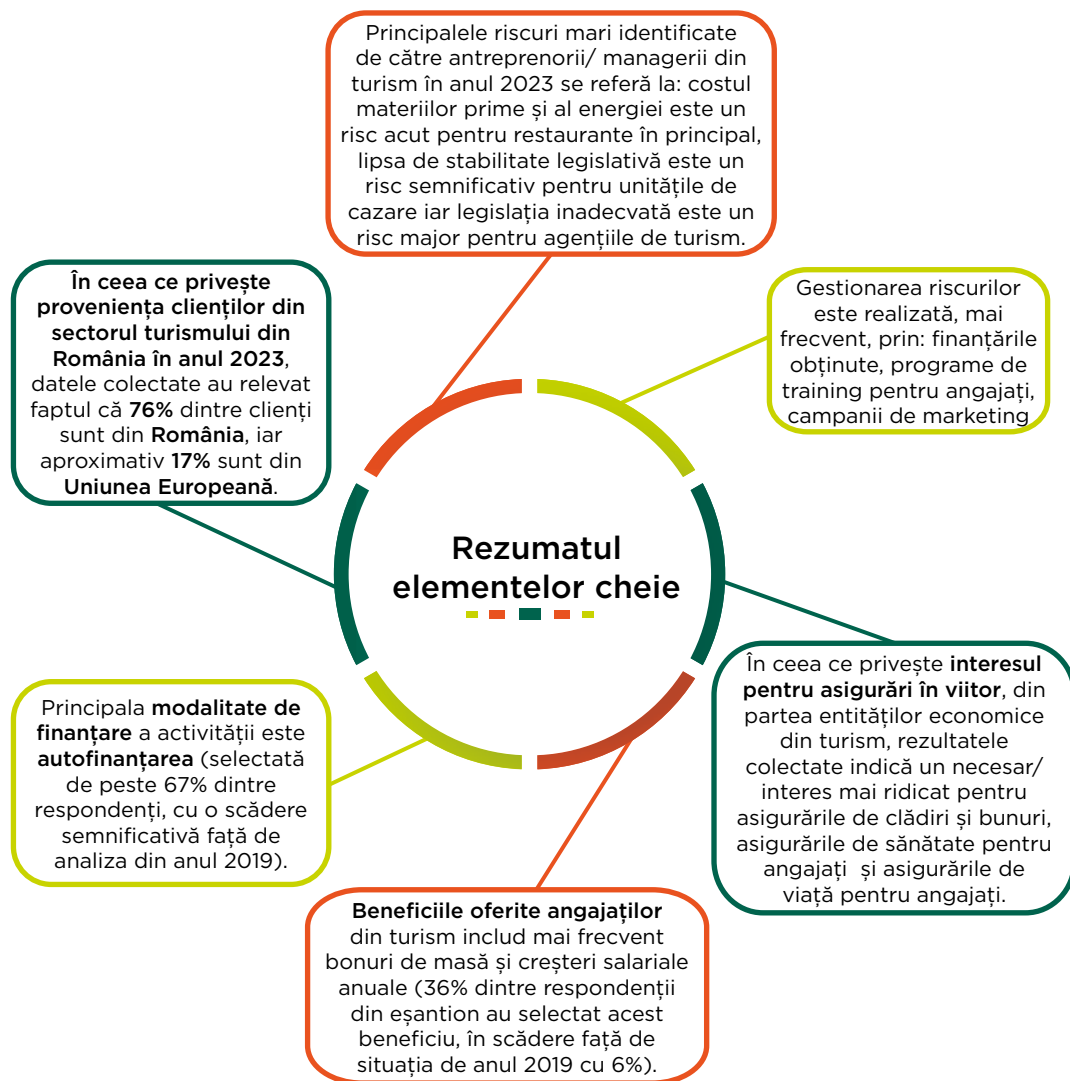 Principalele riscuri mari identificate
de către antreprenorii/ managerii din
turism în anul 2023 se referă la: costul
materiilor prime și al energiei este un
risc acut pentru restaurante în principal,
lipsa de stabilitate legislativă este un
risc semnificativ pentru unitățile de
cazare iar legislația inadecvată este un
risc major pentru agențiile de turism.
În ceea ce privește
proveniența clienților din
sectorul turismului din
România în anul 2023,
datele colectate au relevat
faptul că 76% dintre clienți
sunt din România, iar
aproximativ 17% sunt din
Uniunea Europeană.
Gestionarea riscurilor
este realizată, mai
frecvent, prin: finanțările
obținute, programe de
training pentru angajați,
campanii de marketing
Rezumatul
elementelor cheie
Principala modalitate de
finanțare a activității este
autofinanțarea (selectată
de peste 67% dintre
respondenți, cu o scădere
semnificativă față de
analiza din anul 2019).
În ceea ce privește interesul
pentru asigurări în viitor, din
partea entităților economice
din turism, rezultatele
colectate indică un necesar/
interes mai ridicat pentru
asigurările de clădiri și bunuri,
asigurările de sănătate pentru
angajați și asigurările de
viață pentru angajați.
Beneficiile oferite angajaților
din turism includ mai frecvent
bonuri de masă și creșteri salariale
anuale (36% dintre respondenții
din eșantion au selectat acest
beneficiu, în scădere față de
situația de anul 2019 cu 6%).